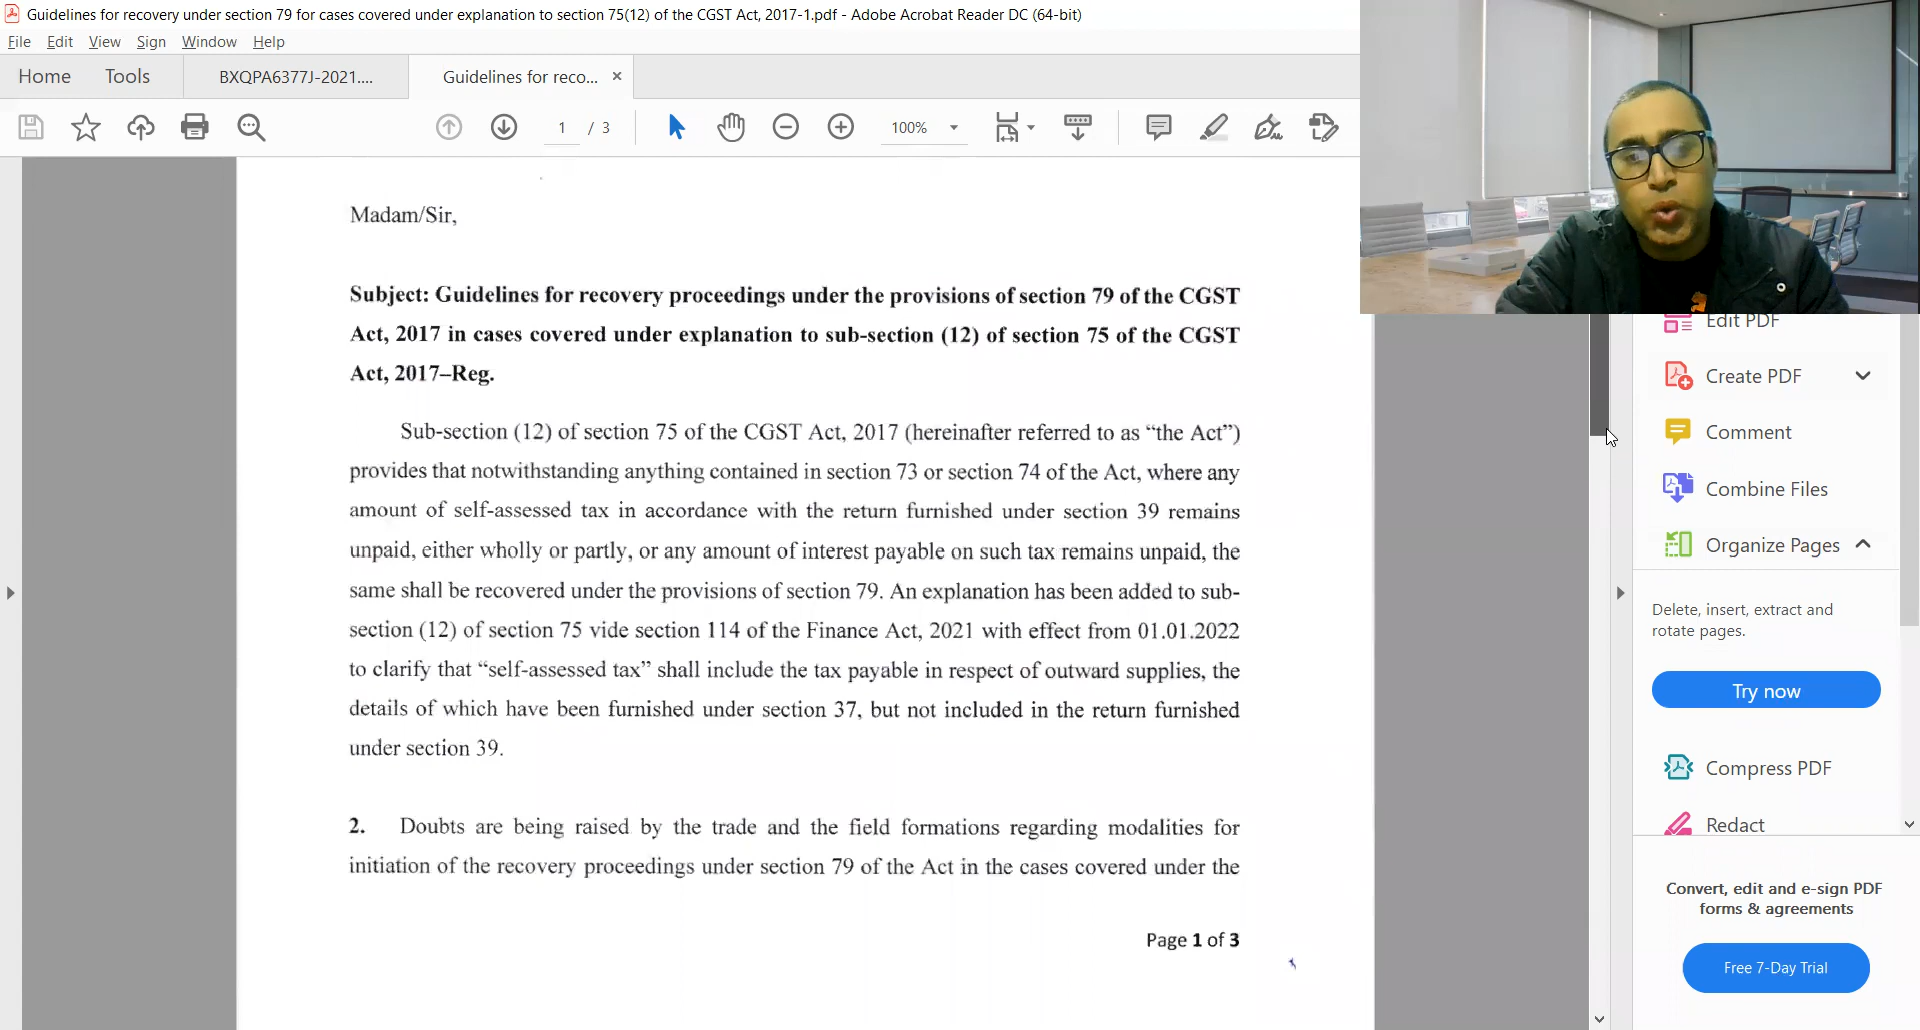 Guidelines for recovery under section 79 for cases covered under explanation to section 75(12) of the CGST Act, 2017-1.pdf - Adobe Acrobat Reader DC (64-bit)
File Edit View Sign Window Help
Home Tools BXQPA6377J-2021.... Guidelines for reco... ×
1 / 3 100%
Madam/Sir,
Subject: Guidelines for recovery proceedings under the provisions of section 79 of the CGST
Act, 2017 in cases covered under explanation to sub-section (12) of section 75 of the CGST
Act, 2017–Reg.
Sub-section (12) of section 75 of the CGST Act, 2017 (hereinafter referred to as “the Act”)
provides that notwithstanding anything contained in section 73 or section 74 of the Act, where any
amount of self-assessed tax in accordance with the return furnished under section 39 remains
unpaid, either wholly or partly, or any amount of interest payable on such tax remains unpaid, the
same shall be recovered under the provisions of section 79. An explanation has been added to sub-
section (12) of section 75 vide section 114 of the Finance Act, 2021 with effect from 01.01.2022
to clarify that “self-assessed tax” shall include the tax payable in respect of outward supplies, the
details of which have been furnished under section 37, but not included in the return furnished
under section 39.
2. Doubts are being raised by the trade and the field formations regarding modalities for
initiation of the recovery proceedings under section 79 of the Act in the cases covered under the
Page 1 of 3
Edit PDF
Create PDF
Comment
Combine Files
Organize Pages
Delete, insert, extract and
rotate pages.
Try now
Compress PDF
Redact
Convert, edit and e-sign PDF
forms & agreements
Free 7-Day Trial